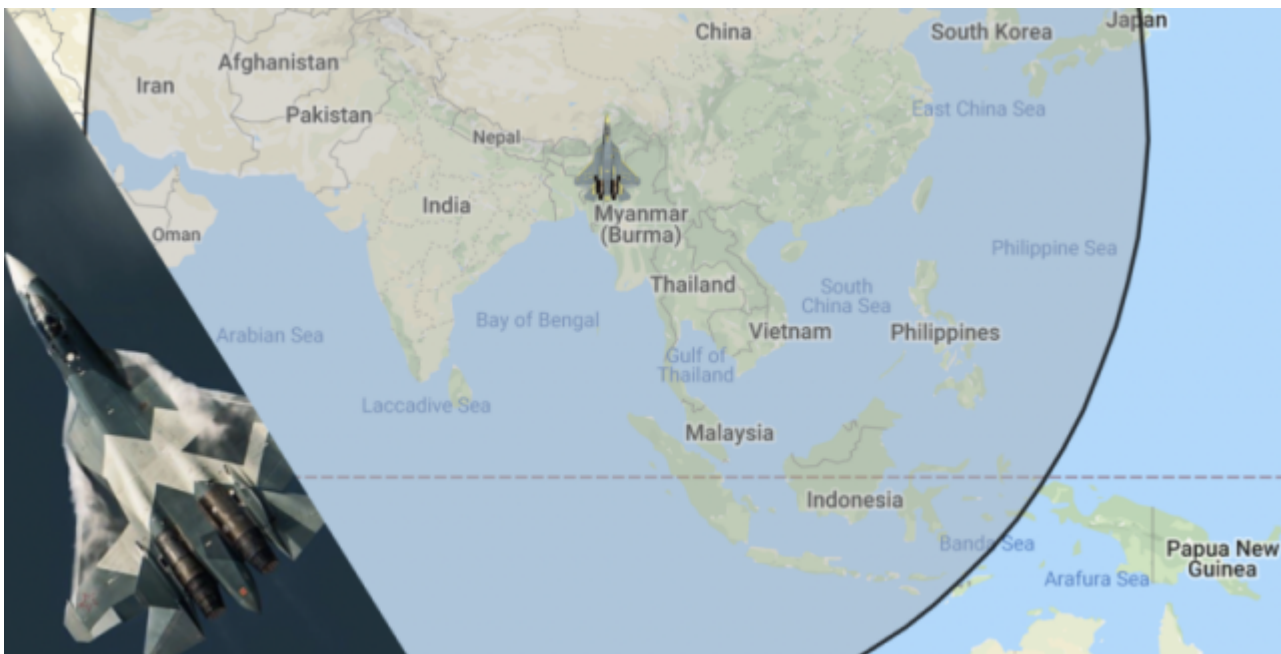 China
South Korea
Japan
Afghanistan
Iran
Pakistan
East China Sea
Nepal
India
Myanmar
(Burma)
Oman
Philippine Sea
Thailand
South
China Sea
Bay of Bengal
Arabian Sea
Vietnam
Philippines
Gulf of
Thailand
Laccadive Sea
Malaysia
Indonesia
Banda Sea
Papua New
Guinea
Arafura Sea